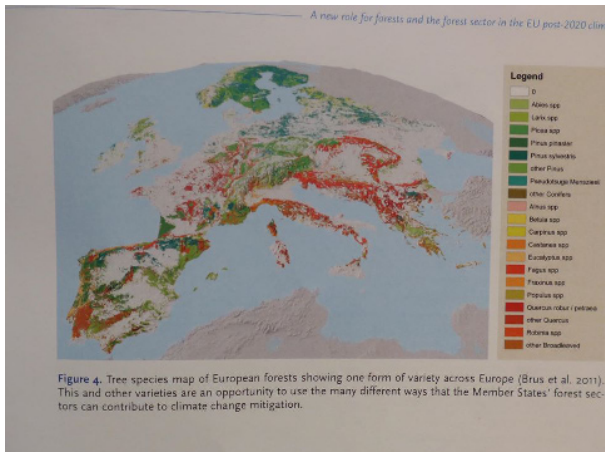 A new role for forests and the forest sector in the EU post-2020 clim
Legend
0
Abies spp
Larix spp
Picea spp
Pinus pinaster
Pinus sylvestris
other Pinus
Pseudotsuga Menziesii
other Conifers
Alnus spp
Betula spp
Carpinus spp
Castanea spp
Eucalyptus spp
Fagus spp
Fraxinus spp
Populus spp
Quercus robur / petraea
other Quercus
Robinia spp
other Broadleaved
Figure 4. Tree species map of European forests showing one form of variety across Europe (Brus et al. 2011).
This and other varieties are an opportunity to use the many different ways that the Member States' forest sec-
tors can contribute to climate change mitigation.